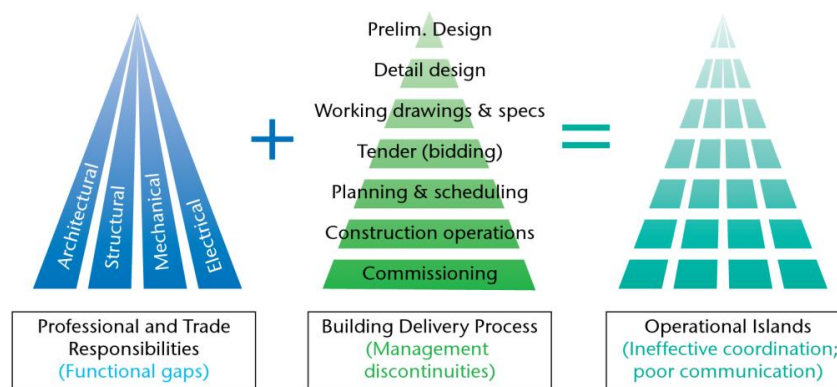 Architectural
Structural
Mechanical
Electrical
+
Prelim. Design
Detail design
Working drawings & specs
Tender (bidding)
Planning & scheduling
Construction operations
Commissioning
=
Professional and Trade
Responsibilities
(Functional gaps)
Building Delivery Process
(Management
discontinuities)
Operational Islands
(Ineffective coordination;
poor communication)